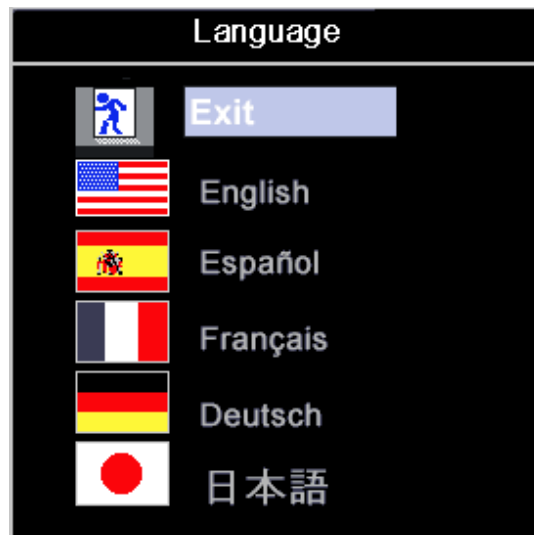 Language
Exit
English
Español
Français
Deutsch
日本語